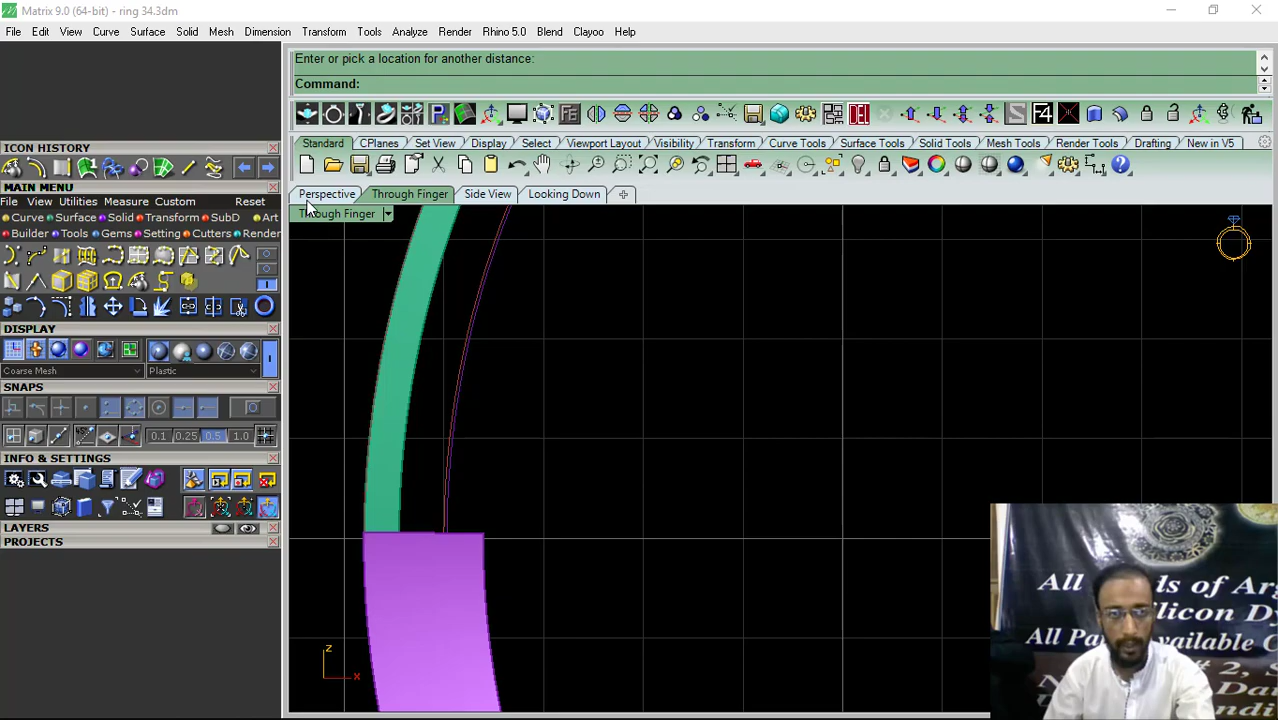 Matrix 9.0 (64-bit) - ring 34.3dm
File Edit View Curve Surface Solid Mesh Dimension Transform Tools Analyze Render Rhino 5.0 Blend Clayoo Help
Enter or pick a location for another distance:
Command:
Standard CPlanes Set View Display Select Viewport Layout Visibility Transform Curve Tools Surface Tools Solid Tools Mesh Tools Render Tools Drafting New in V5
Perspective Through Finger Side View Looking Down
Through Finger
ICON HISTORY
MAIN MENU
File View Utilities Measure Custom Reset
Curve Surface Solid Transform SubD Art
Builder Tools Gems Setting Cutters Render
DISPLAY
Coarse Mesh Plastic
SNAPS
0.1 0.25 0.5 1.0
INFO & SETTINGS
LAYERS
PROJECTS
z
x
All
of
ilicon
All Pa
vailable
# 2, S